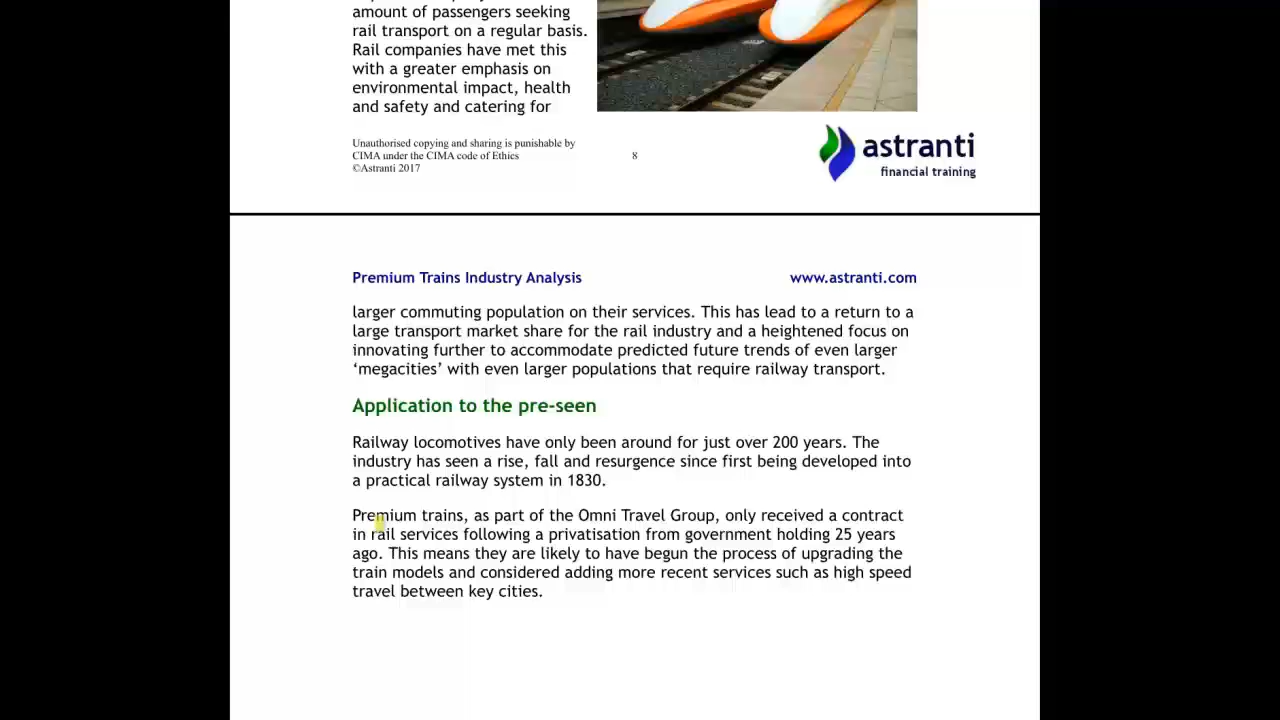 amount of passengers seeking
rail transport on a regular basis.
Rail companies have met this
with a greater emphasis on
environmental impact, health
and safety and catering for
Unauthorised copying and sharing is punishable by
CIMA under the CIMA code of Ethics
©Astranti 2017
8
astranti
financial training
Premium Trains Industry Analysis www.astranti.com
larger commuting population on their services. This has lead to a return to a
large transport market share for the rail industry and a heightened focus on
innovating further to accommodate predicted future trends of even larger
‘megacities’ with even larger populations that require railway transport.
Application to the pre-seen
Railway locomotives have only been around for just over 200 years. The
industry has seen a rise, fall and resurgence since first being developed into
a practical railway system in 1830.
Premium trains, as part of the Omni Travel Group, only received a contract
in rail services following a privatisation from government holding 25 years
ago. This means they are likely to have begun the process of upgrading the
train models and considered adding more recent services such as high speed
travel between key cities.